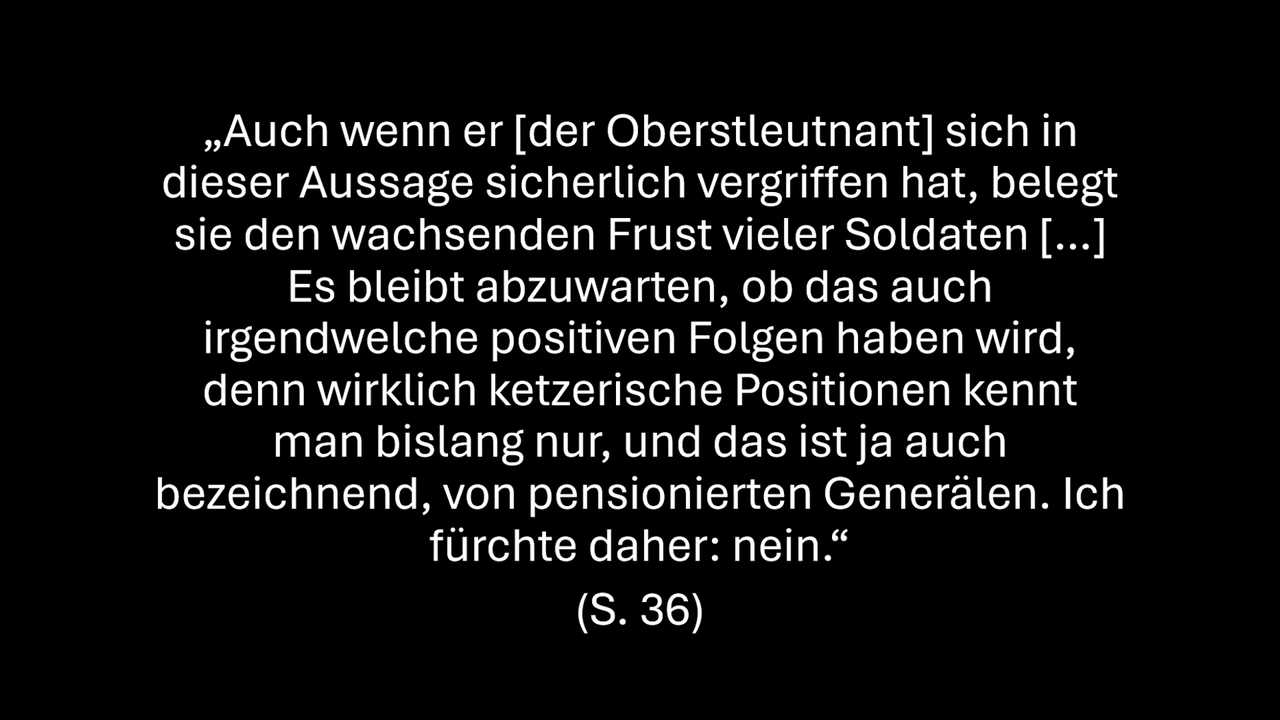 „Auch wenn er [der Oberstleutnant] sich in
dieser Aussage sicherlich vergriffen hat, belegt
sie den wachsenden Frust vieler Soldaten [...]
Es bleibt abzuwarten, ob das auch
irgendwelche positiven Folgen haben wird,
denn wirklich ketzerische Positionen kennt
man bislang nur, und das ist ja auch
bezeichnend, von pensionierten Generälen. Ich
fürchte daher: nein.“
(S. 36)